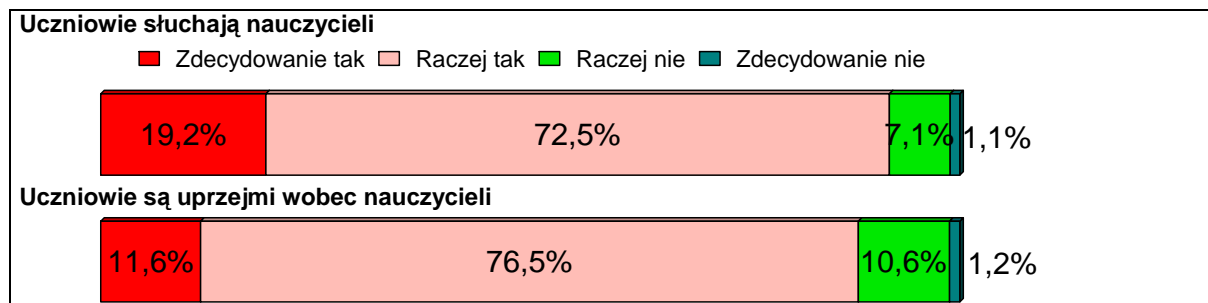 Uczniowie słuchają nauczycieli
Zdecydowanie tak Raczej tak Raczej nie Zdecydowanie nie
19,2% 72,5% 7,1% 1,1%
Uczniowie są uprzejmi wobec nauczycieli
11,6% 76,5% 10,6% 1,2%